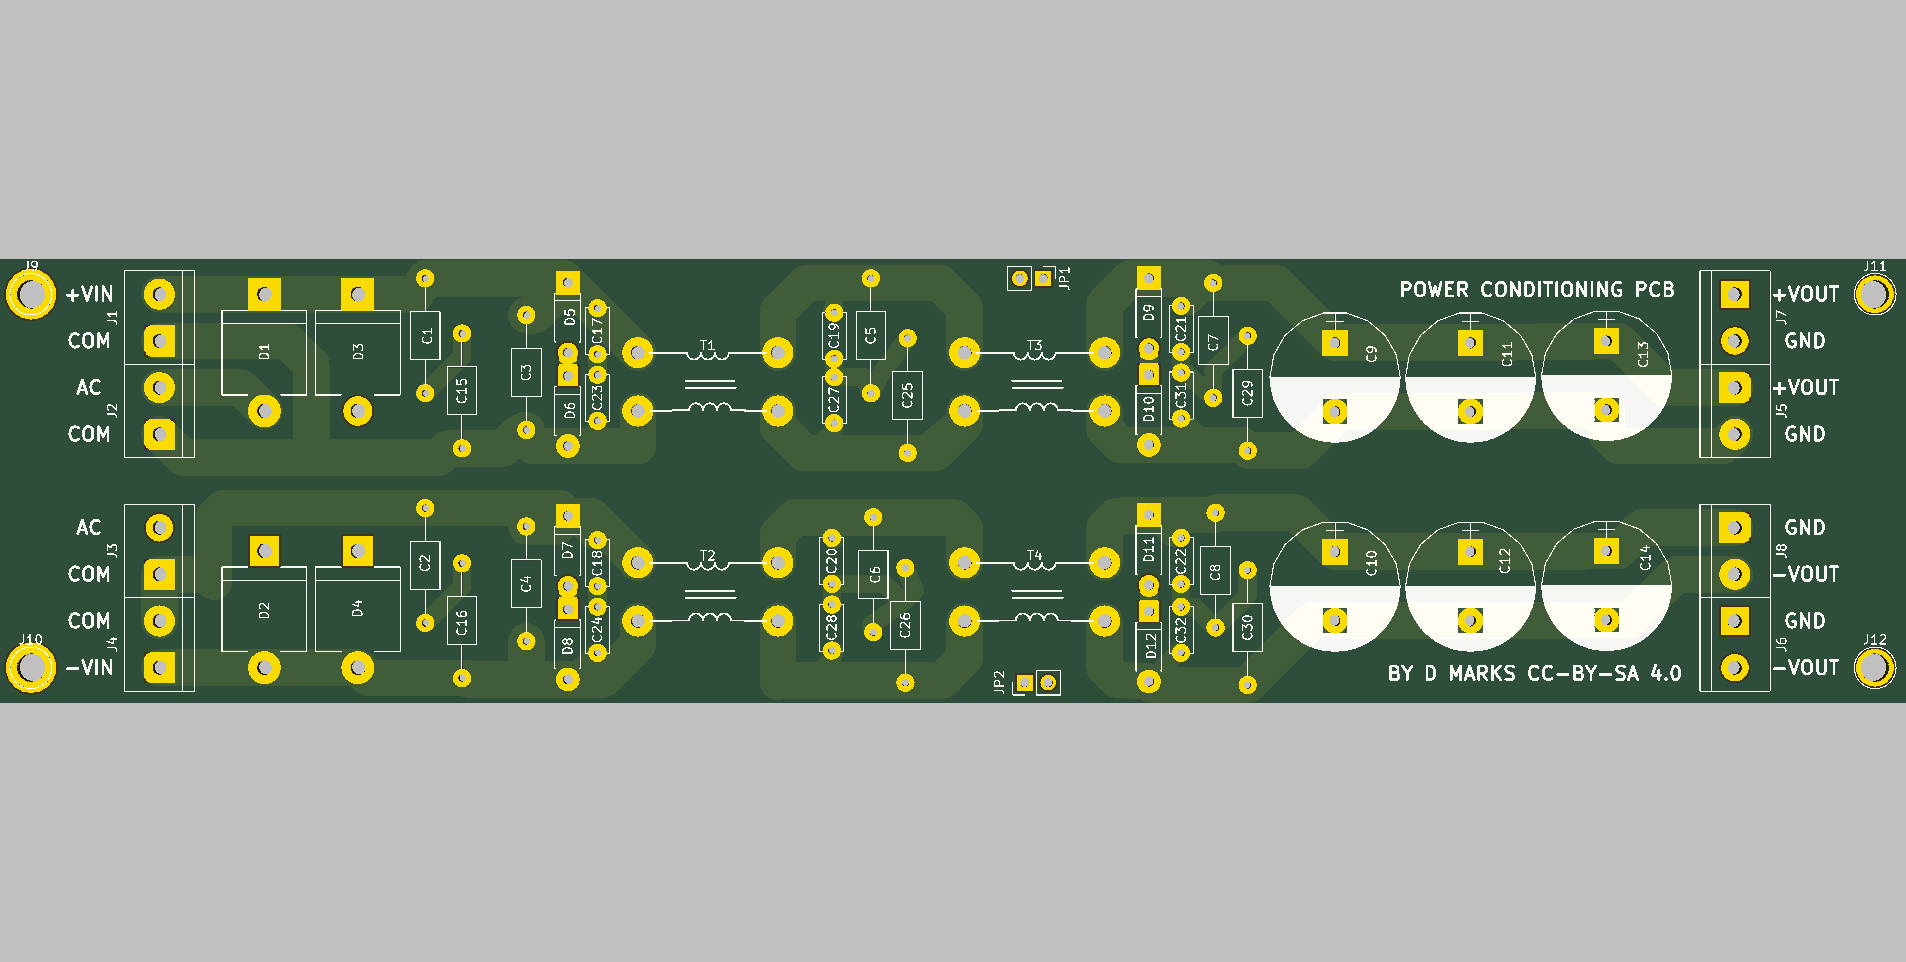 J9
J11
+VIN
COM
J1
AC
COM
J2
D1
D3
C1
C15
C3
D5
C17
D6
C23
T1
C19
C27
C5
C25
JP1
T3
D9
C21
D10
C31
C7
C29
POWER CONDITIONING PCB
C9
C11
C13
+VOUT
J7
GND
+VOUT
J5
GND
AC
J3
COM
COM
J4
-VIN
J10
D2
D4
C2
C16
C4
D7
C18
D8
C24
T2
C20
C28
C6
C26
JP2
T4
D11
C22
D12
C32
C8
C30
C10
C12
C14
BY D MARKS CC-BY-SA 4.0
GND
J8
-VOUT
GND
J6
-VOUT
J12